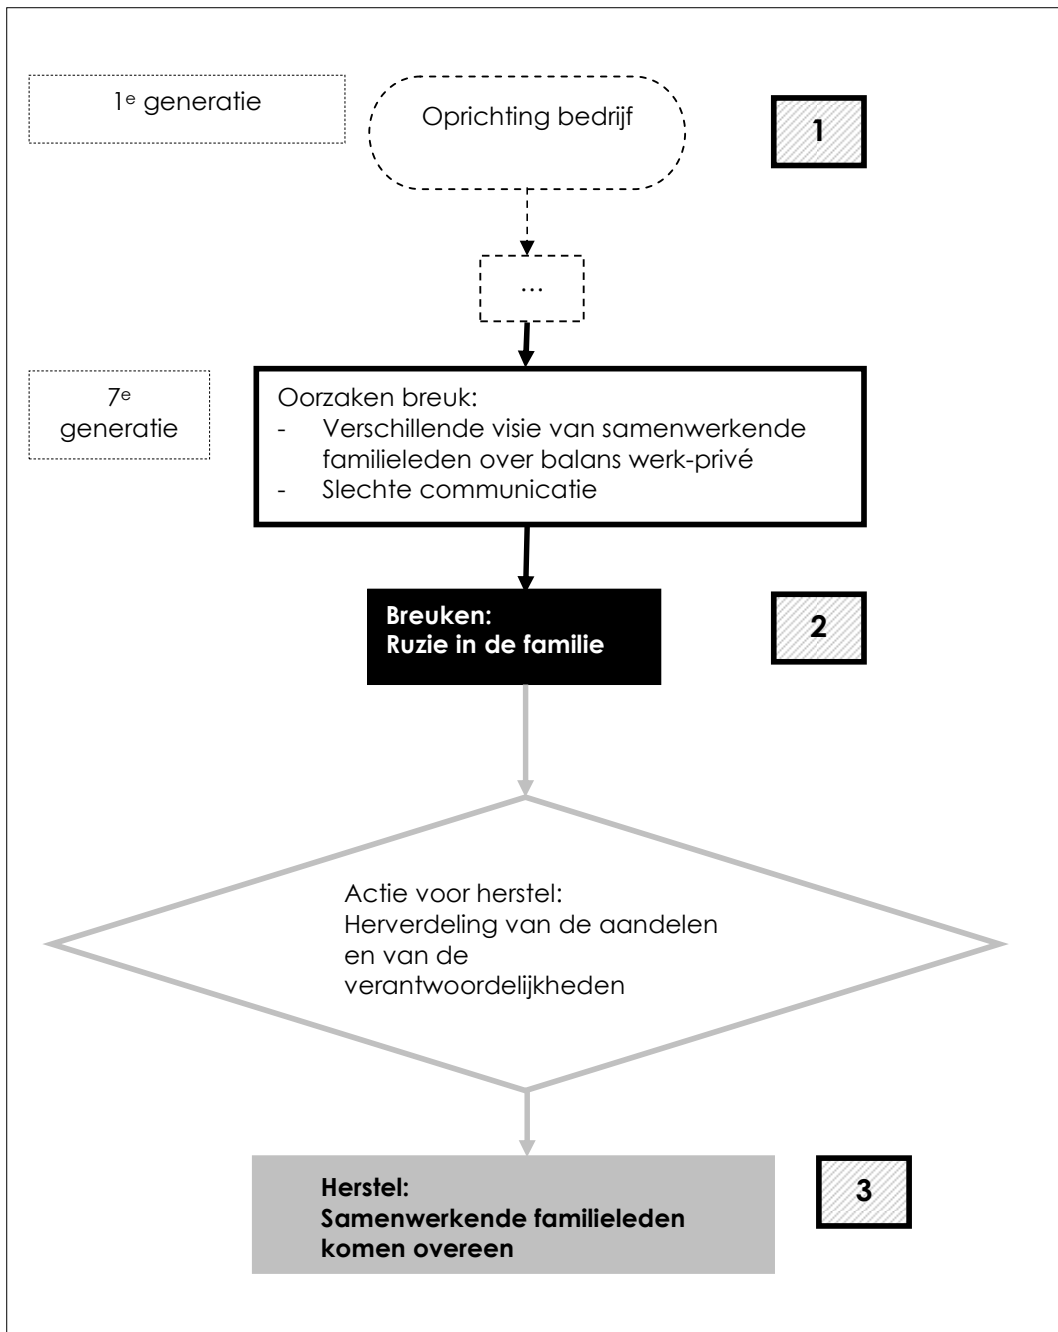 1e generatie
Oprichting bedrijf
1
...
7e
generatie
Oorzaken breuk:
- Verschillende visie van samenwerkende
familieleden over balans werk-privé
- Slechte communicatie
Breuken:
Ruzie in de familie
2
Actie voor herstel:
Herverdeling van de aandelen
en van de
verantwoordelijkheden
Herstel:
Samenwerkende familieleden
komen overeen
3